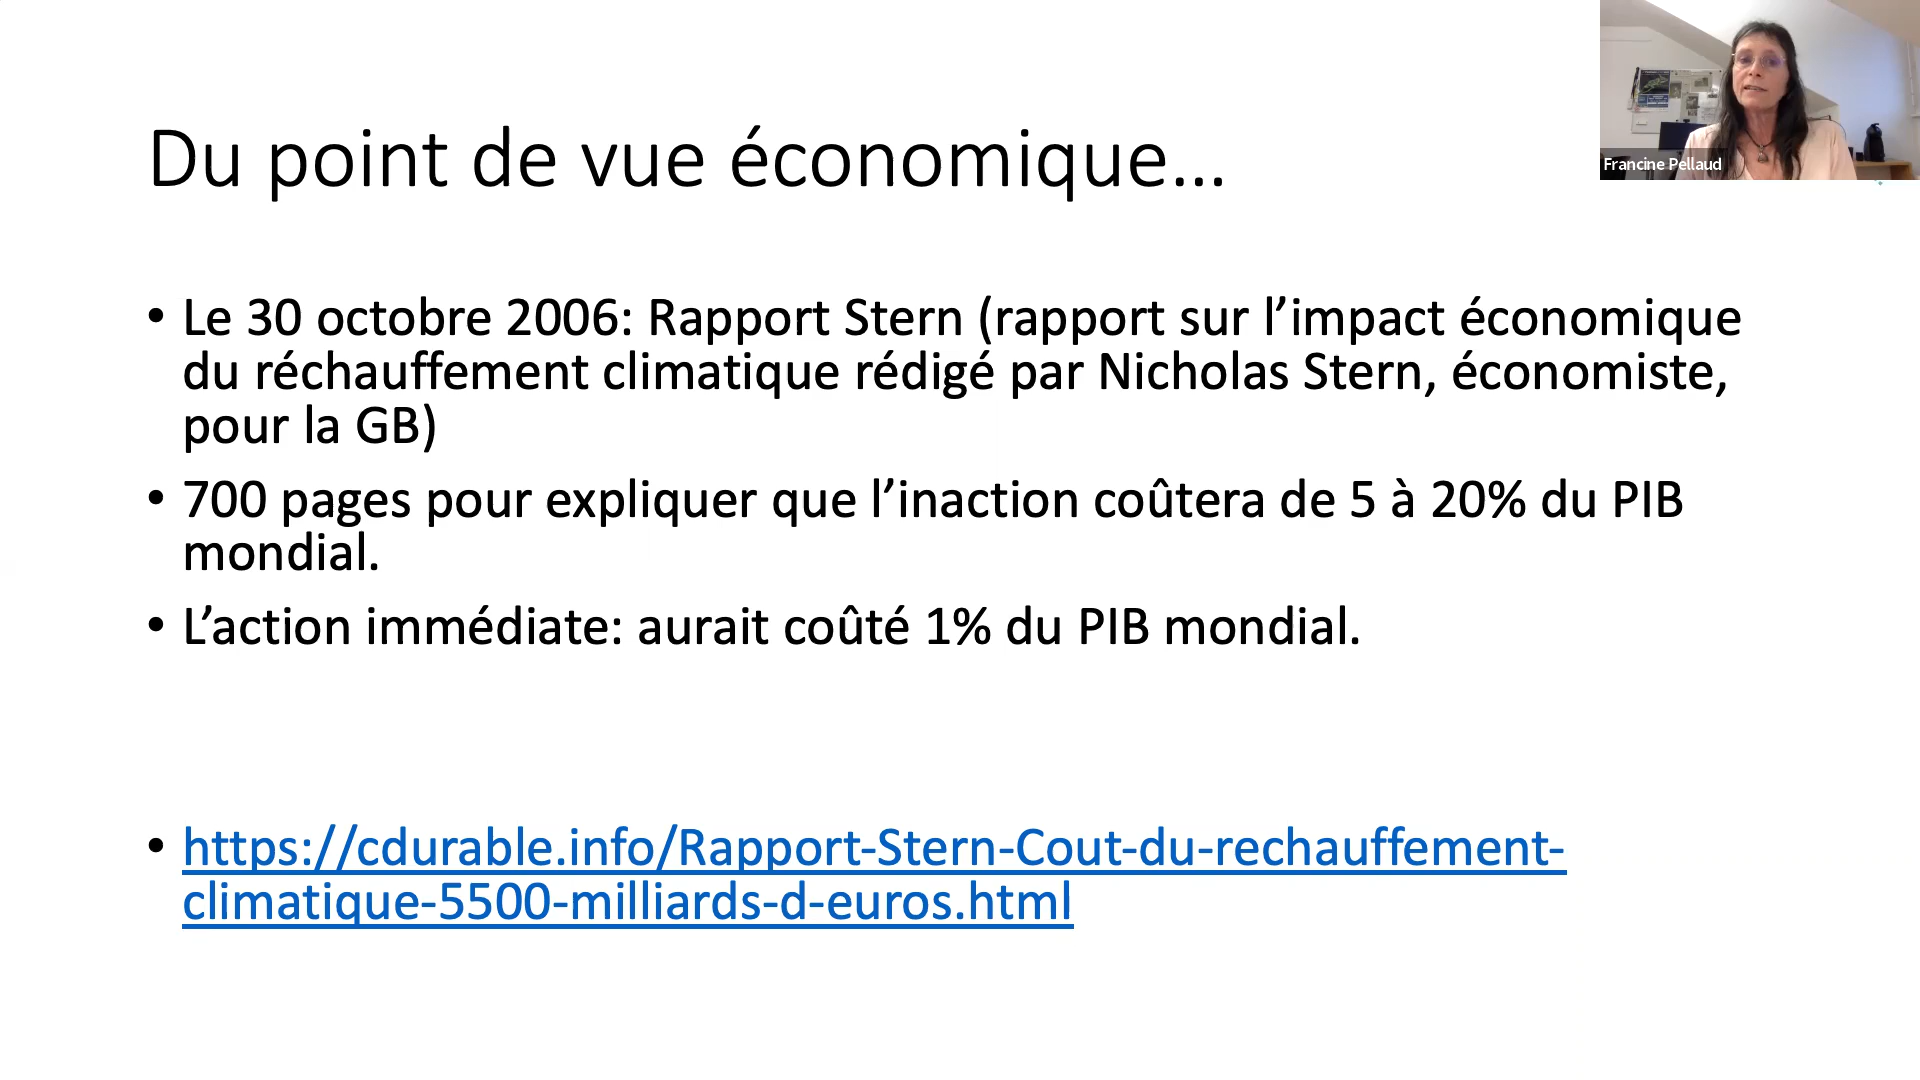 Francine Pellaud
Du point de vue économique...
• Le 30 octobre 2006: Rapport Stern (rapport sur l’impact économique
du réchauffement climatique rédigé par Nicholas Stern, économiste,
pour la GB)
• 700 pages pour expliquer que l’inaction coûtera de 5 à 20% du PIB
mondial.
• L’action immédiate: aurait coûté 1% du PIB mondial.
• https://cdurable.info/Rapport-Stern-Cout-du-rechauffement-
climatique-5500-milliards-d-euros.html